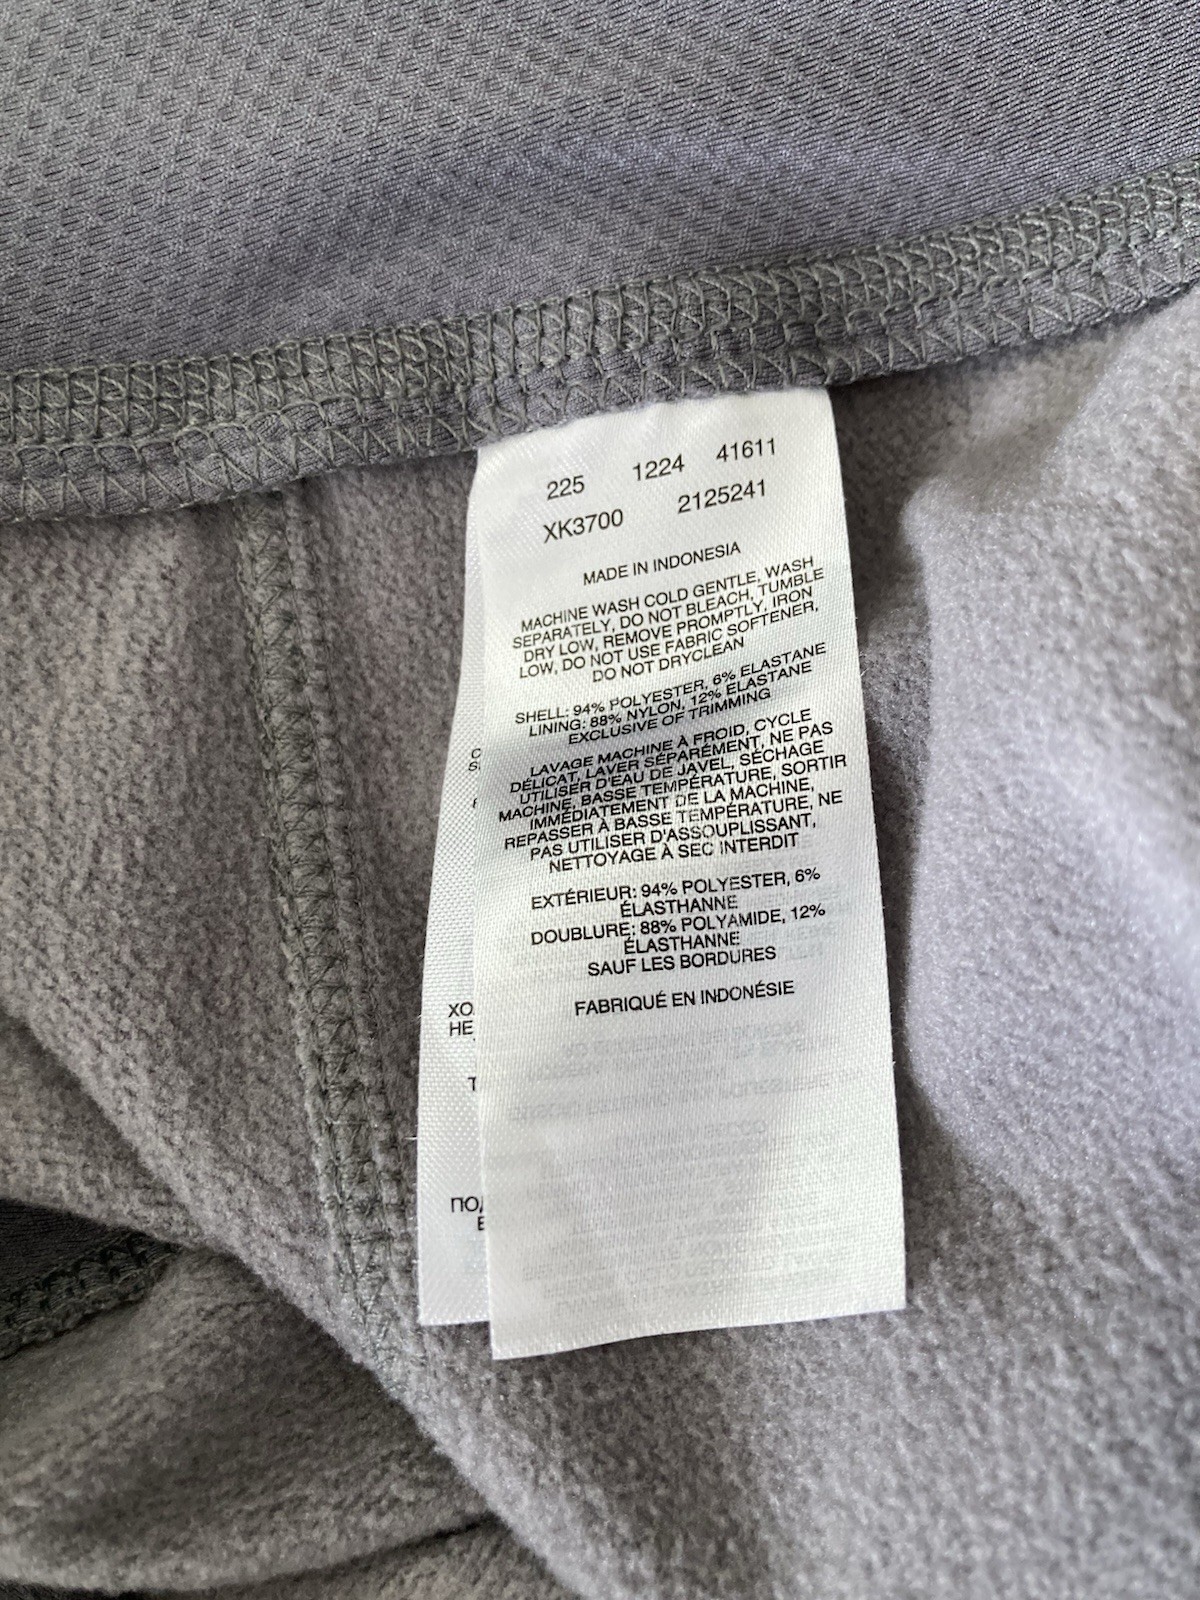 225 1224 41611
XK3700 2125241
MADE IN INDONESIA
MACHINE WASH COLD GENTLE, WASH
SEPARATELY, DO NOT BLEACH, TUMBLE
DRY LOW, REMOVE PROMPTLY, IRON
LOW, DO NOT USE FABRIC SOFTENER,
DO NOT DRYCLEAN
SHELL: 94% POLYESTER, 6% ELASTANE
LINING: 88% NYLON, 12% ELASTANE
EXCLUSIVE OF TRIMMING
LAVAGE MACHINE À FROID, CYCLE
DÉLICAT, LAVER SÉPARÉMENT, NE PAS
UTILISER D'EAU DE JAVEL, SÉCHAGE
MACHINE, BASSE TEMPÉRATURE, SORTIR
IMMÉDIATEMENT DE LA MACHINE,
REPASSER À BASSE TEMPÉRATURE, NE
PAS UTILISER D'ASSOUPLISSANT,
NETTOYAGE À SEC INTERDIT
EXTÉRIEUR: 94% POLYESTER, 6%
ÉLASTHANNE
DOUBLURE: 88% POLYAMIDE, 12%
ÉLASTHANNE
SAUF LES BORDURES
FABRIQUÉ EN INDONÉSIE